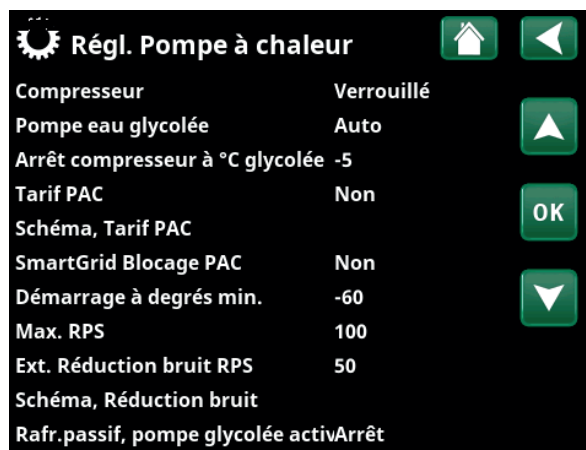 Régl. Pompe à chaleur
Compresseur Verrouillé
Pompe eau glycolée Auto
Arrêt compresseur à °C glycolée -5
Tarif PAC Non
OK
Schéma, Tarif PAC
SmartGrid Blocage PAC Non
Démarrage à degrés min. -60
Max. RPS 100
Ext. Réduction bruit RPS 50
Schéma, Réduction bruit
Rafr.passif, pompe glycolée activArrêt